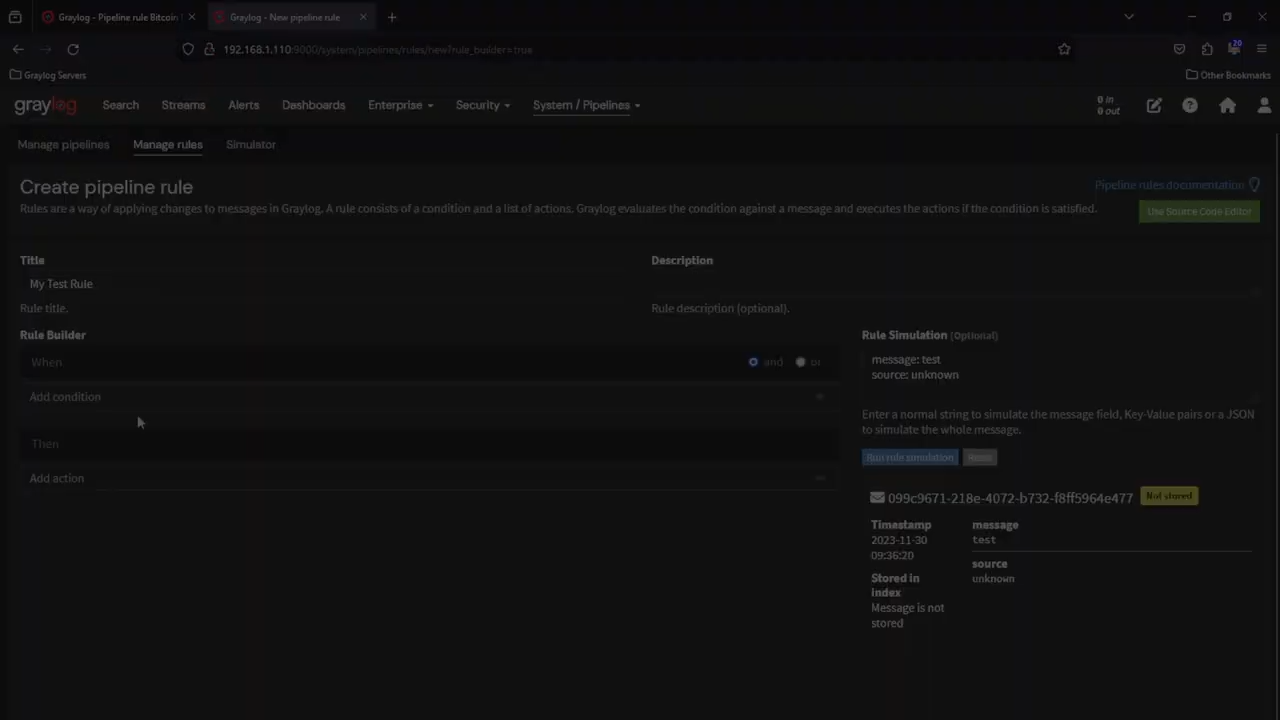 Graylog - Pipeline rule Bitcoin
Graylog - New pipeline rule
192.168.1.110:9000/system/pipelines/rules/new?rule_builder=true
20
Graylog Servers
Other Bookmarks
graylog
Search
Streams
Alerts
Dashboards
Enterprise
Security
System / Pipelines
0 in
0 out
Manage pipelines
Manage rules
Simulator
Create pipeline rule
Pipeline rules documentation
Rules are a way of applying changes to messages in Graylog. A rule consists of a condition and a list of actions. Graylog evaluates the condition against a message and executes the actions if the condition is satisfied.
Use Source Code Editor
Title
Description
My Test Rule
Rule title.
Rule description (optional).
Rule Builder
When
and
or
Add condition
Then
Add action
Rule Simulation (Optional)
message: test
source: unknown
Enter a normal string to simulate the message field, Key-Value pairs or a JSON
to simulate the whole message.
Run rule simulation
Reset
099c9671-218e-4072-b732-f8ff5964e477
Not stored
Timestamp
2023-11-30
09:36:20
Stored in
index
Message is not
stored
message
test
source
unknown